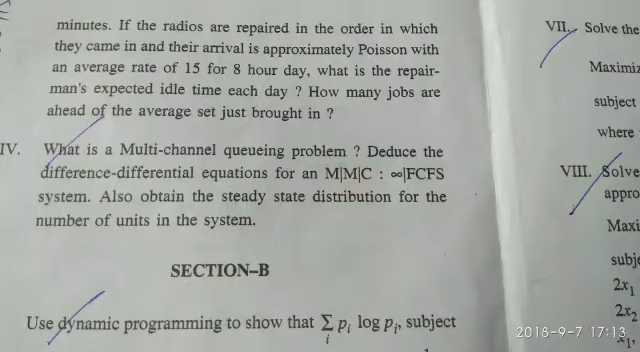 minutes. If the radios are repaired in the order in which
they came in and their arrival is approximately Poisson with
an average rate of 15 for 8 hour day, what is the repair-
man's expected idle time each day ? How many jobs are
ahead of the average set just brought in ?
IV. What is a Multi-channel queueing problem ? Deduce the
difference-differential equations for an M|M|C : ∞|FCFS
system. Also obtain the steady state distribution for the
number of units in the system.
SECTION–B
Use dynamic programming to show that ∑ pᵢ log pᵢ, subject
i
VII. Solve the
Maximiz
subject
where
VIII. Solve
appro
Maxi
subje
2x₁
2x₂
x₁,
2018-9-7 17:13